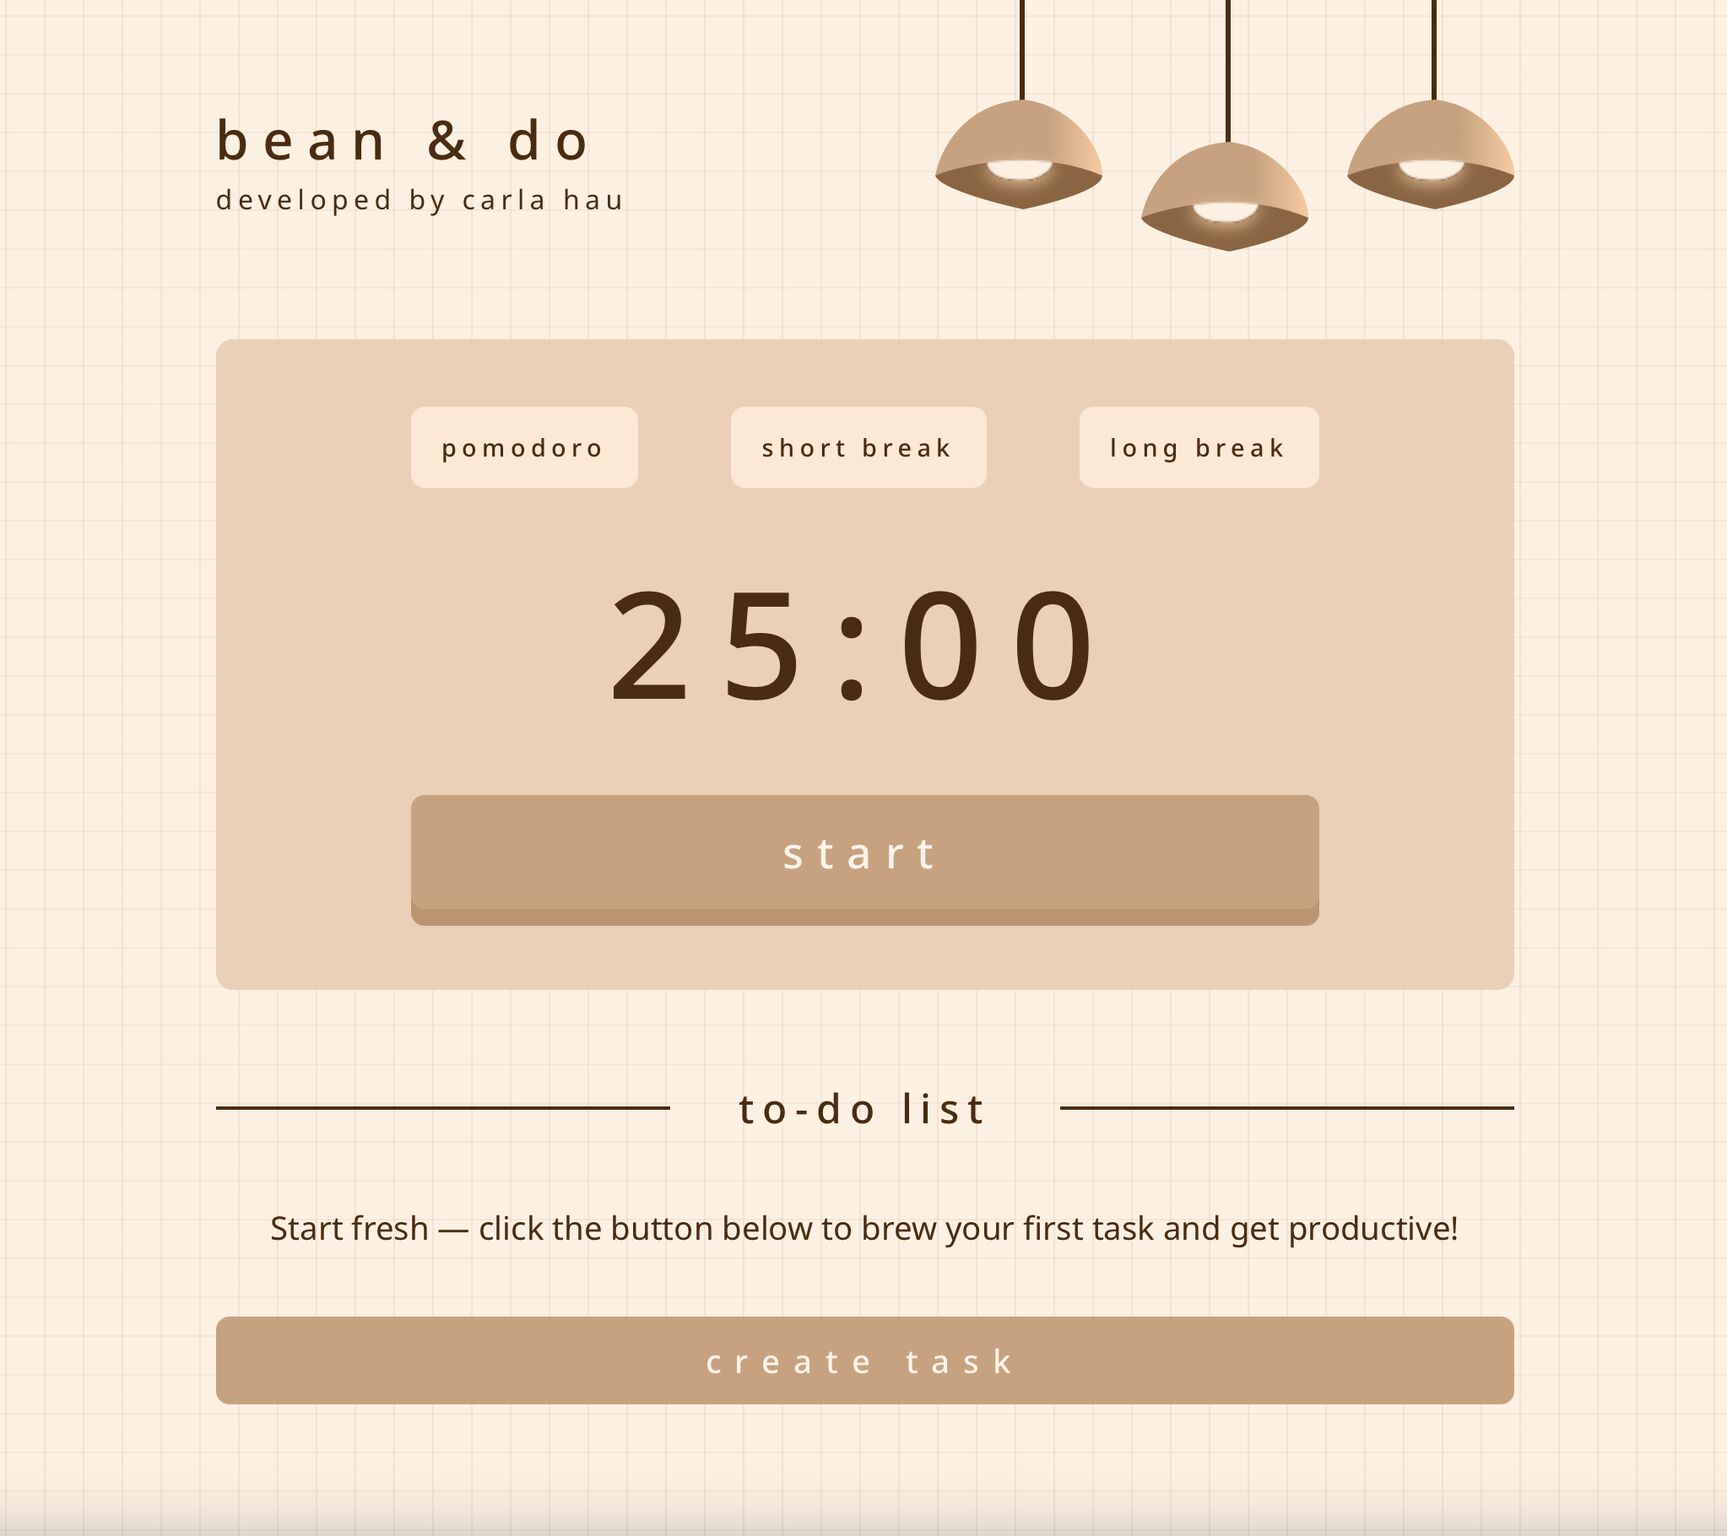 bean & do
developed by carla hau
pomodoro short break long break
25:00
start
to-do list
Start fresh — click the button below to brew your first task and get productive!
create task